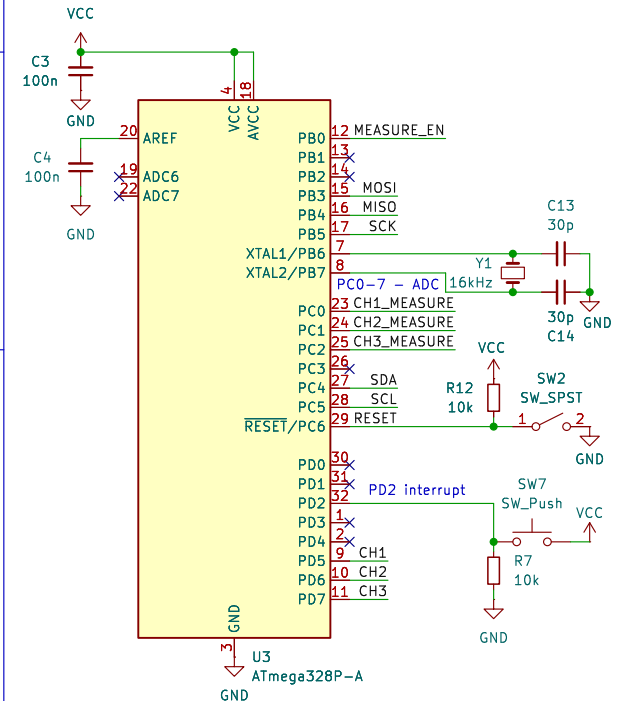 VCC
C3
100n
GND
4
18
VCC
AVCC
20 AREF
C4
100n
19 ADC6
22 ADC7
GND
PB0 12 MEASURE_EN
PB1 13
PB2 14
PB3 15 MOSI
PB4 16 MISO
PB5 17 SCK
XTAL1/PB6 7
XTAL2/PB7 8
C13
30p
Y1
16kHz
30p
C14
GND
PC0-7 - ADC
PC0 23 CH1_MEASURE
PC1 24 CH2_MEASURE
PC2 25 CH3_MEASURE
PC3 26
PC4 27 SDA
PC5 28 SCL
RESET/PC6 29 RESET
VCC
R12
10k
SW2
SW_SPST
1 2
GND
PD0 30
PD1 31
PD2 32
PD2 interrupt
PD3 1
PD4 2
PD5 9 CH1
PD6 10 CH2
PD7 11 CH3
SW7
SW_Push
VCC
R7
10k
GND
GND
3
U3
ATmega328P-A
GND